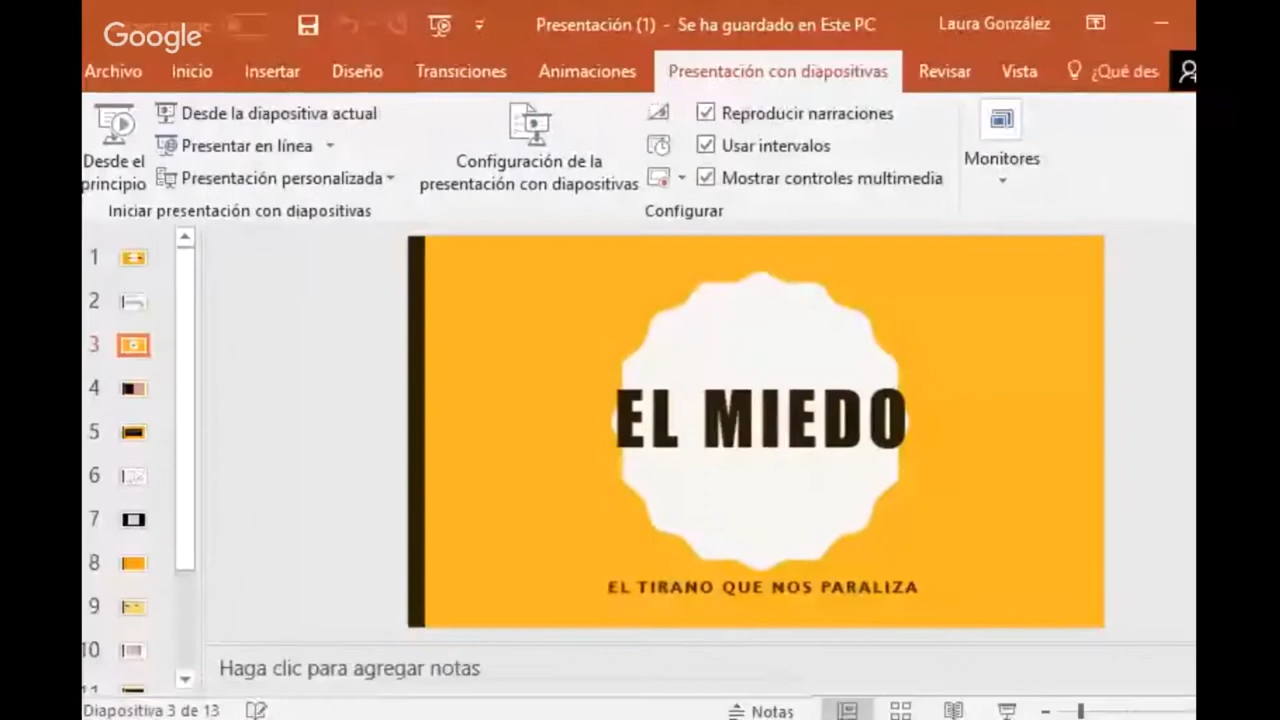 Google
Presentación (1) - Se ha guardado en Este PC
Laura González
Archivo Inicio Insertar Diseño Transiciones Animaciones Presentación con diapositivas Revisar Vista ¿Qué des
Desde el principio
Desde la diapositiva actual
Presentar en línea
Presentación personalizada
Iniciar presentación con diapositivas
Configuración de la
presentación con diapositivas
Reproducir narraciones
Usar intervalos
Mostrar controles multimedia
Configurar
Monitores
1
2
3
4
5
6
7
8
9
10
11
EL MIEDO
EL TIRANO QUE NOS PARALIZA
Haga clic para agregar notas
Diapositiva 3 de 13
Notas